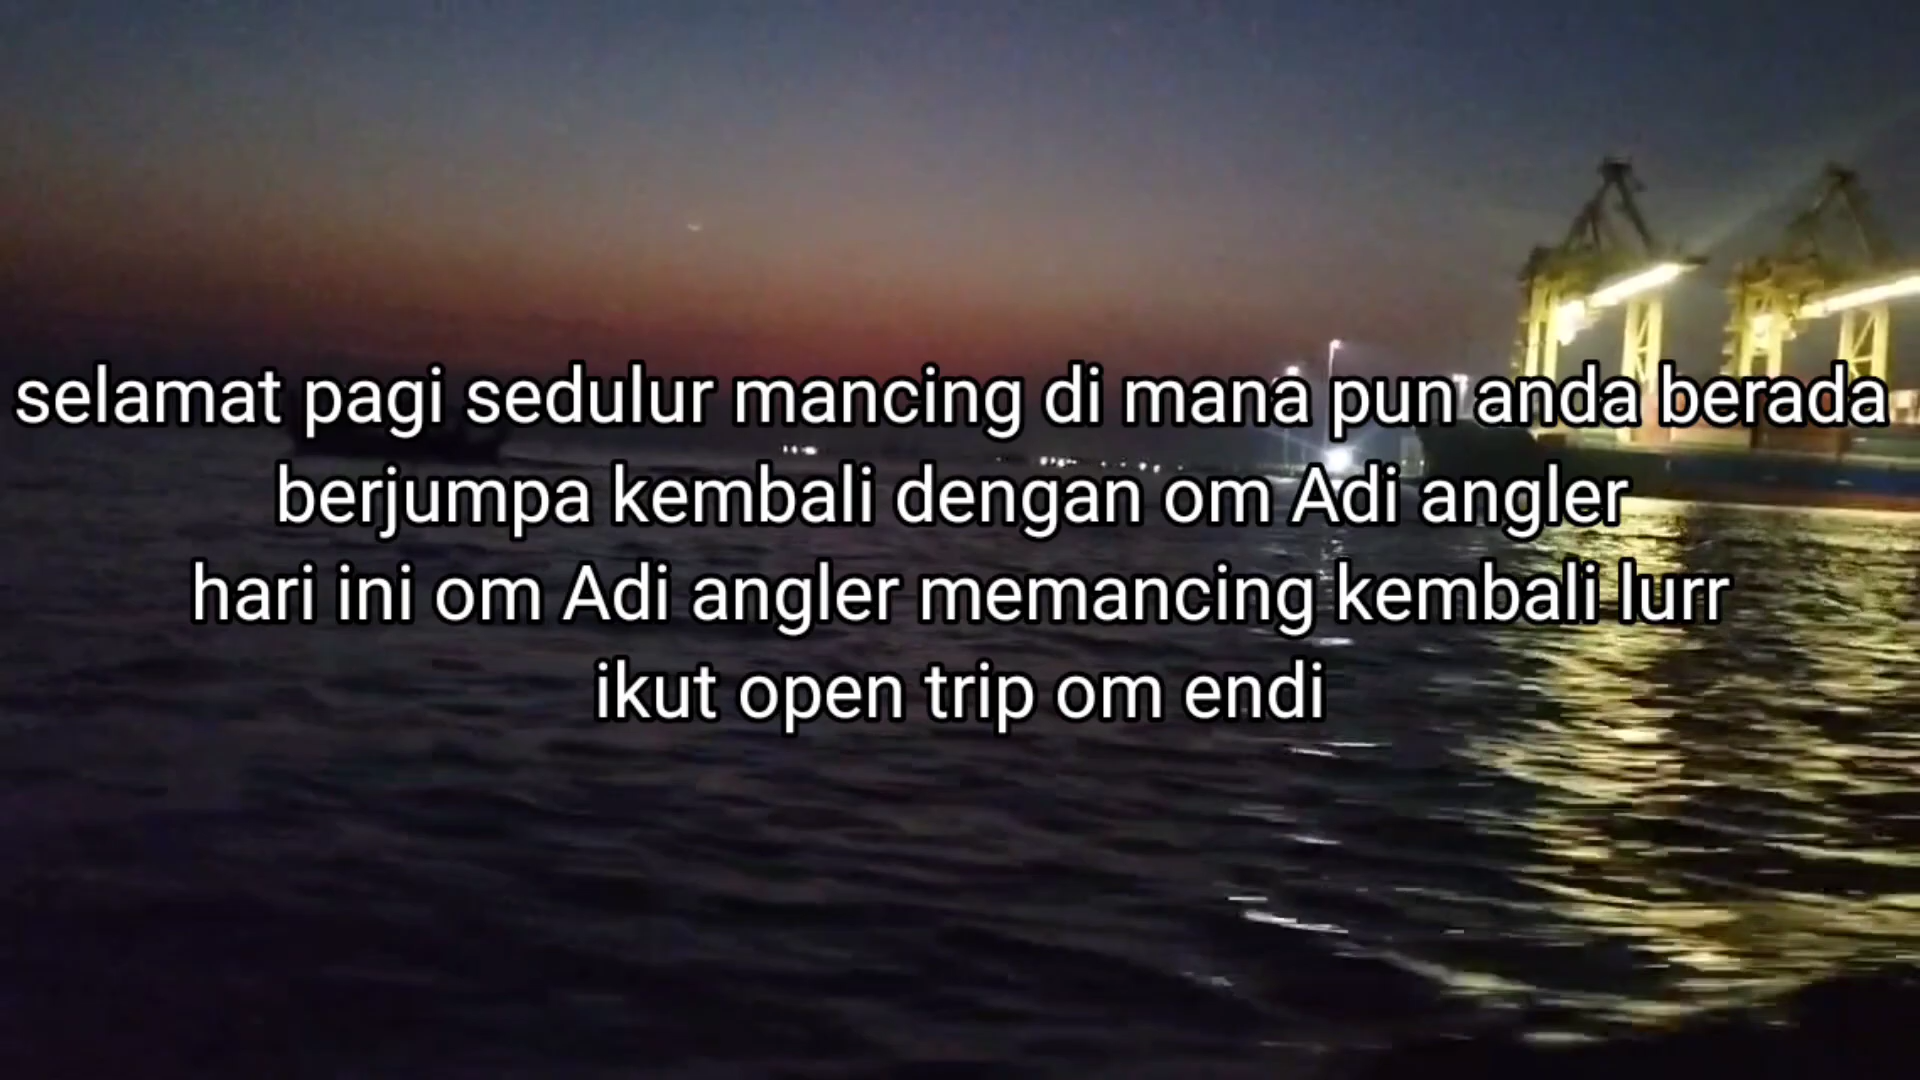 selamat pagi sedulur mancing di mana pun anda berada
berjumpa kembali dengan om Adi angler
hari ini om Adi angler memancing kembali lurr
ikut open trip om endi